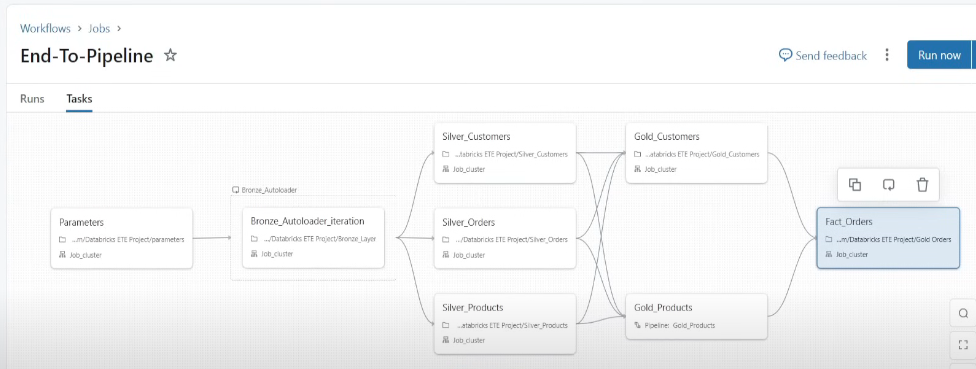 Workflows > Jobs >
End-To-Pipeline
Send feedback
Run now
Runs
Tasks
Parameters
...m/Databricks ETE Project/parameters
Job_cluster
Bronze_Autoloader
Bronze_Autoloader_iteration
.../Databricks ETE Project/Bronze_Layer
Job_cluster
Silver_Customers
...atabricks ETE Project/Silver_Customers
Job_cluster
Silver_Orders
.../Databricks ETE Project/Silver_Orders
Job_cluster
Silver_Products
...atabricks ETE Project/Silver_Products
Job_cluster
Gold_Customers
...atabricks ETE Project/Gold_Customers
Job_cluster
Gold_Products
Pipeline: Gold_Products
Fact_Orders
...m/Databricks ETE Project/Gold Orders
Job_cluster